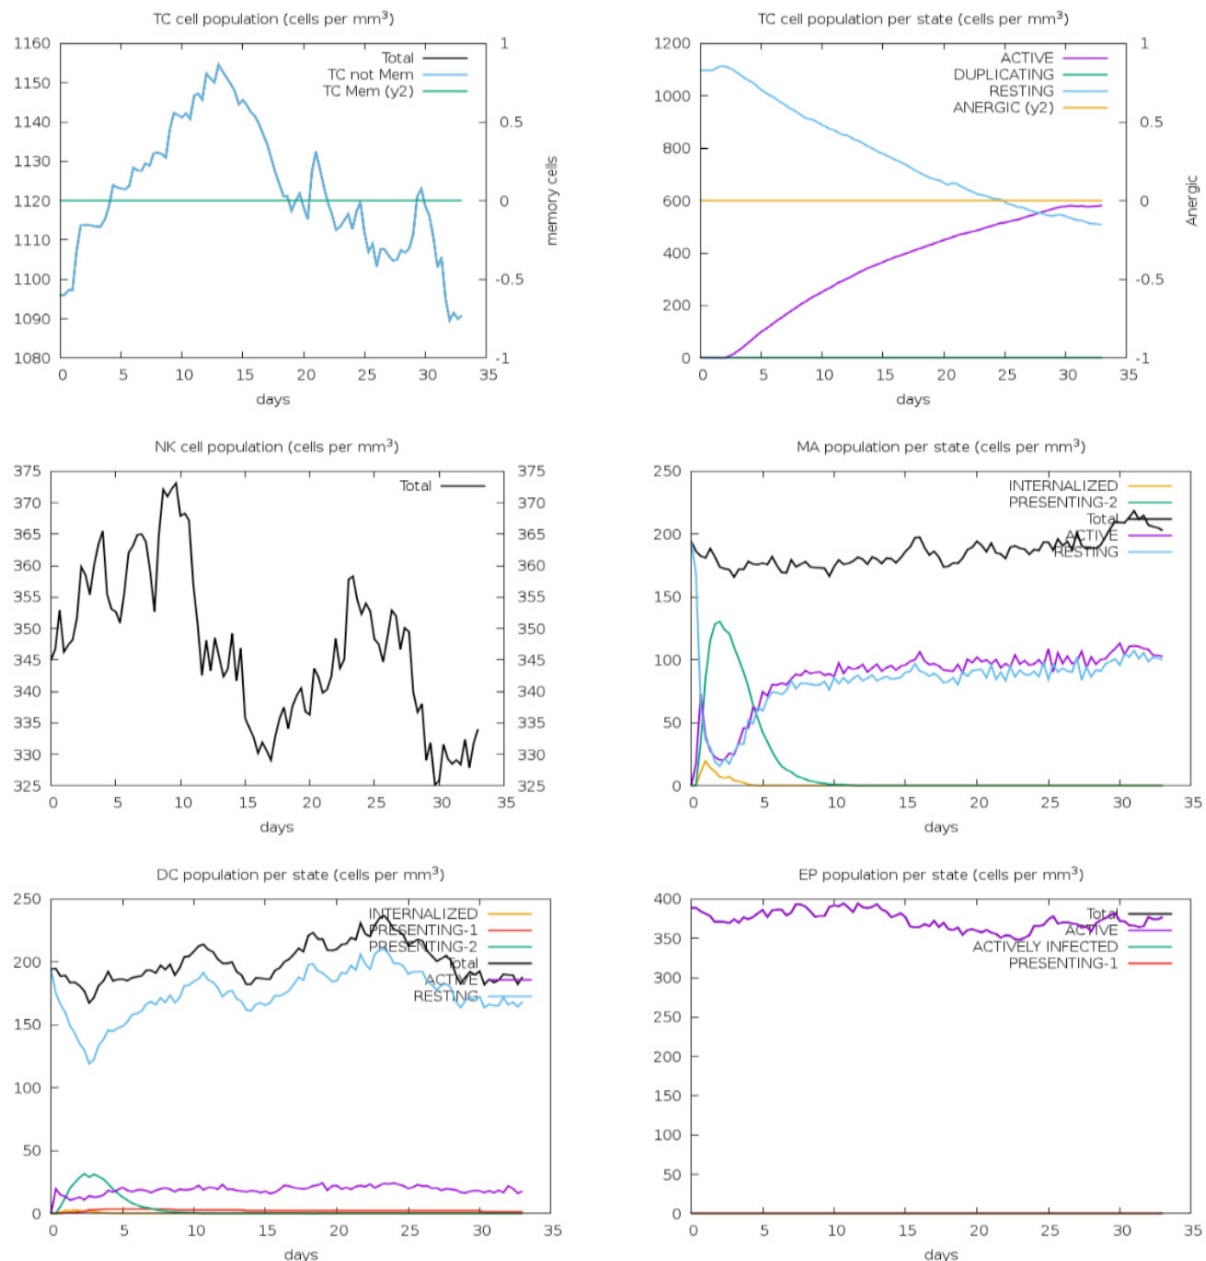 TC cell population (cells per mm³)
1160
1150
1140
1130
1120
1110
1100
1090
1080
Total
TC not Mem
TC Mem (y2)
1
0.5
0
-0.5
-1
memory cells
0 5 10 15 20 25 30 35
days
TC cell population per state (cells per mm³)
1200
1000
800
600
400
200
0
ACTIVE
DUPLICATING
RESTING
ANERGIC (y2)
1
0.5
0
-0.5
-1
Anergic
0 5 10 15 20 25 30 35
days
NK cell population (cells per mm³)
375
370
365
360
355
350
345
340
335
330
325
Total
375
370
365
360
355
350
345
340
335
330
325
0 5 10 15 20 25 30 35
days
MA population per state (cells per mm³)
250
200
150
100
50
0
INTERNALIZED
PRESENTING-2
Total
ACTIVE
RESTING
0 5 10 15 20 25 30 35
days
DC population per state (cells per mm³)
250
200
150
100
50
0
INTERNALIZED
PRESENTING-1
PRESENTING-2
Total
ACTIVE
RESTING
0 5 10 15 20 25 30 35
days
EP population per state (cells per mm³)
400
350
300
250
200
150
100
50
0
Total
ACTIVE
ACTIVELY INFECTED
PRESENTING-1
0 5 10 15 20 25 30 35
days